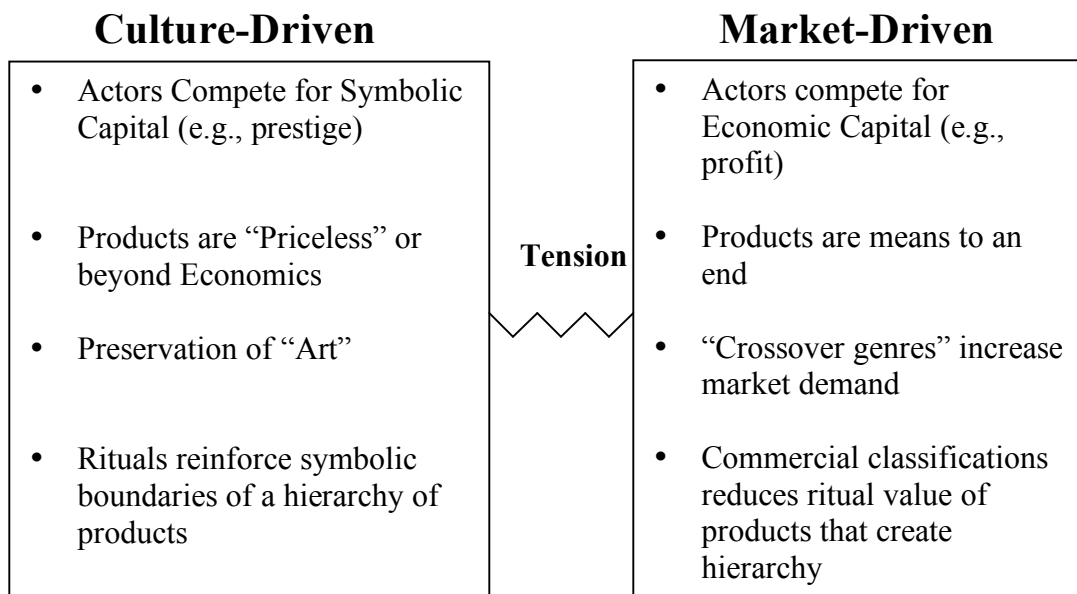 Culture-Driven
• Actors Compete for Symbolic
Capital (e.g., prestige)
• Products are “Priceless” or
beyond Economics
• Preservation of “Art”
• Rituals reinforce symbolic
boundaries of a hierarchy of
products
Tension
Market-Driven
• Actors compete for
Economic Capital (e.g.,
profit)
• Products are means to an
end
• “Crossover genres” increase
market demand
• Commercial classifications
reduces ritual value of
products that create
hierarchy